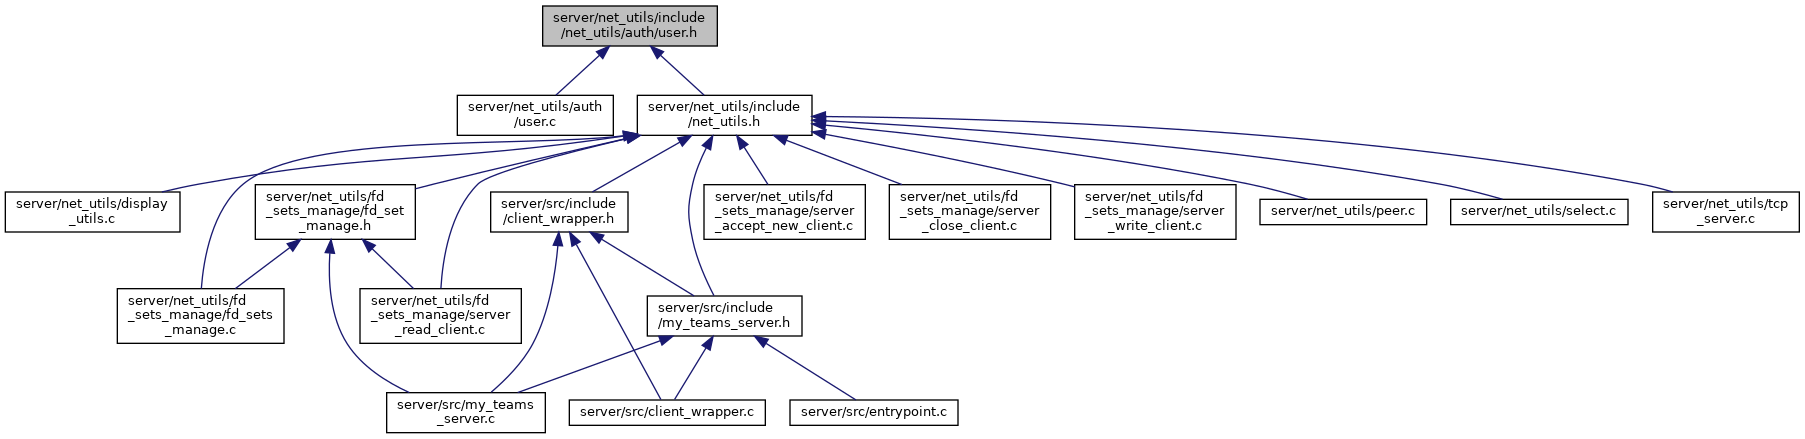 server/net_utils/include
/net_utils/auth/user.h
server/net_utils/auth
/user.c
server/net_utils/include
/net_utils.h
server/net_utils/display
_utils.c
server/net_utils/fd
_sets_manage/fd_set
_manage.h
server/src/include
/client_wrapper.h
server/net_utils/fd
_sets_manage/server
_accept_new_client.c
server/net_utils/fd
_sets_manage/server
_close_client.c
server/net_utils/fd
_sets_manage/server
_write_client.c
server/net_utils/peer.c
server/net_utils/select.c
server/net_utils/tcp
_server.c
server/net_utils/fd
_sets_manage/fd_sets
_manage.c
server/net_utils/fd
_sets_manage/server
_read_client.c
server/src/include
/my_teams_server.h
server/src/my_teams
_server.c
server/src/client_wrapper.c
server/src/entrypoint.c